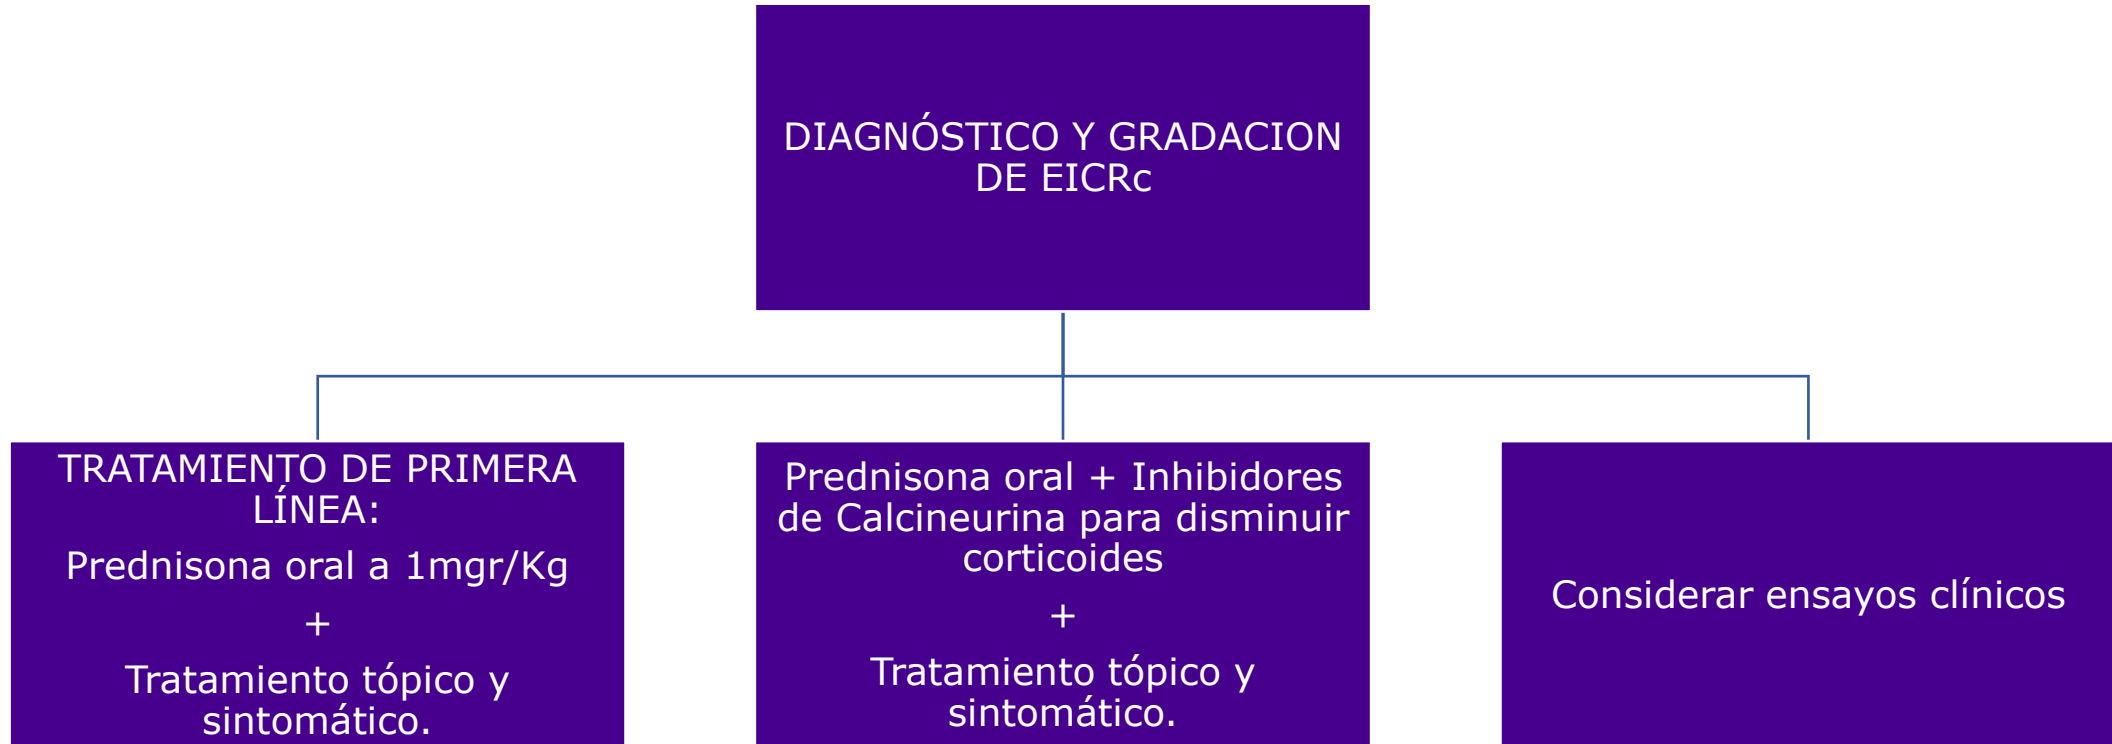 DIAGNÓSTICO Y GRADACION
DE EICRc
TRATAMIENTO DE PRIMERA
LÍNEA:
Prednisona oral a 1mgr/Kg
+
Tratamiento tópico y
sintomático.
Prednisona oral + Inhibidores
de Calcineurina para disminuir
corticoides
+
Tratamiento tópico y
sintomático.
Considerar ensayos clínicos